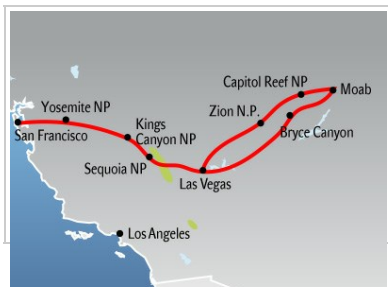 Capitol Reef NP
Moab
Yosemite NP
Zion N.P.
San Francisco
Kings
Canyon NP
Bryce Canyon
Sequoia NP
Las Vegas
Los Angeles